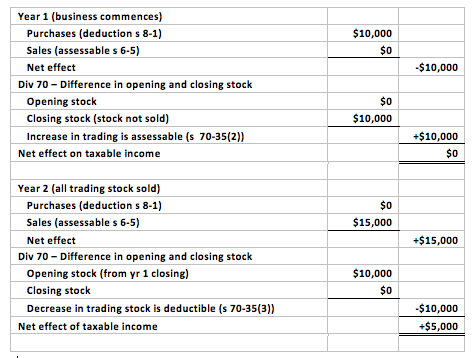 Year 1 (business commences)
Purchases (deduction s 8-1) $10,000
Sales (assessable s 6-5) $0
Net effect -$10,000
Div 70 – Difference in opening and closing stock
Opening stock $0
Closing stock (stock not sold) $10,000
Increase in trading is assessable (s 70-35(2)) +$10,000
Net effect on taxable income $0
Year 2 (all trading stock sold)
Purchases (deduction s 8-1) $0
Sales (assessable s 6-5) $15,000
Net effect +$15,000
Div 70 – Difference in opening and closing stock
Opening stock (from yr 1 closing) $10,000
Closing stock $0
Decrease in trading stock is deductible (s 70-35(3)) -$10,000
Net effect of taxable income +$5,000